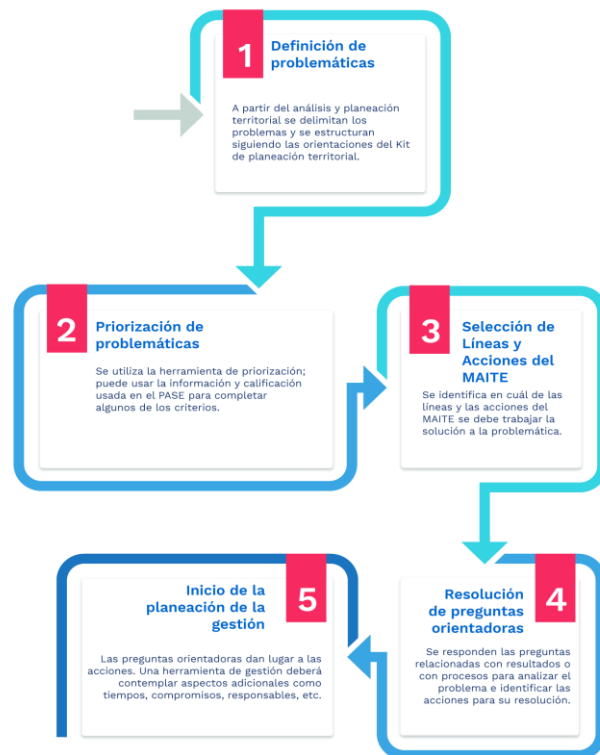 1
Definición de
problemáticas
A partir del análisis y planeación
territorial se delimitan los
problemas y se estructuran
siguiendo las orientaciones del Kit
de planeación territorial.
2
Priorización de
problemáticas
Se utiliza la herramienta de priorización;
puede usar la información y calificación
usada en el PASE para completar
algunos de los criterios.
3
Selección de
Líneas y
Acciones del
MAITE
Se identifica en cuál de las
líneas y las acciones del
MAITE se debe trabajar la
solución a la problemática.
4
Resolución
de preguntas
orientadoras
Se responden las preguntas
relacionadas con resultados o
con procesos para analizar el
problema e identificar las
acciones para su resolución.
5
Inicio de la
planeación de la
gestión
Las preguntas orientadoras dan lugar a las
acciones. Una herramienta de gestión deberá
contemplar aspectos adicionales como
tiempos, compromisos, responsables, etc.